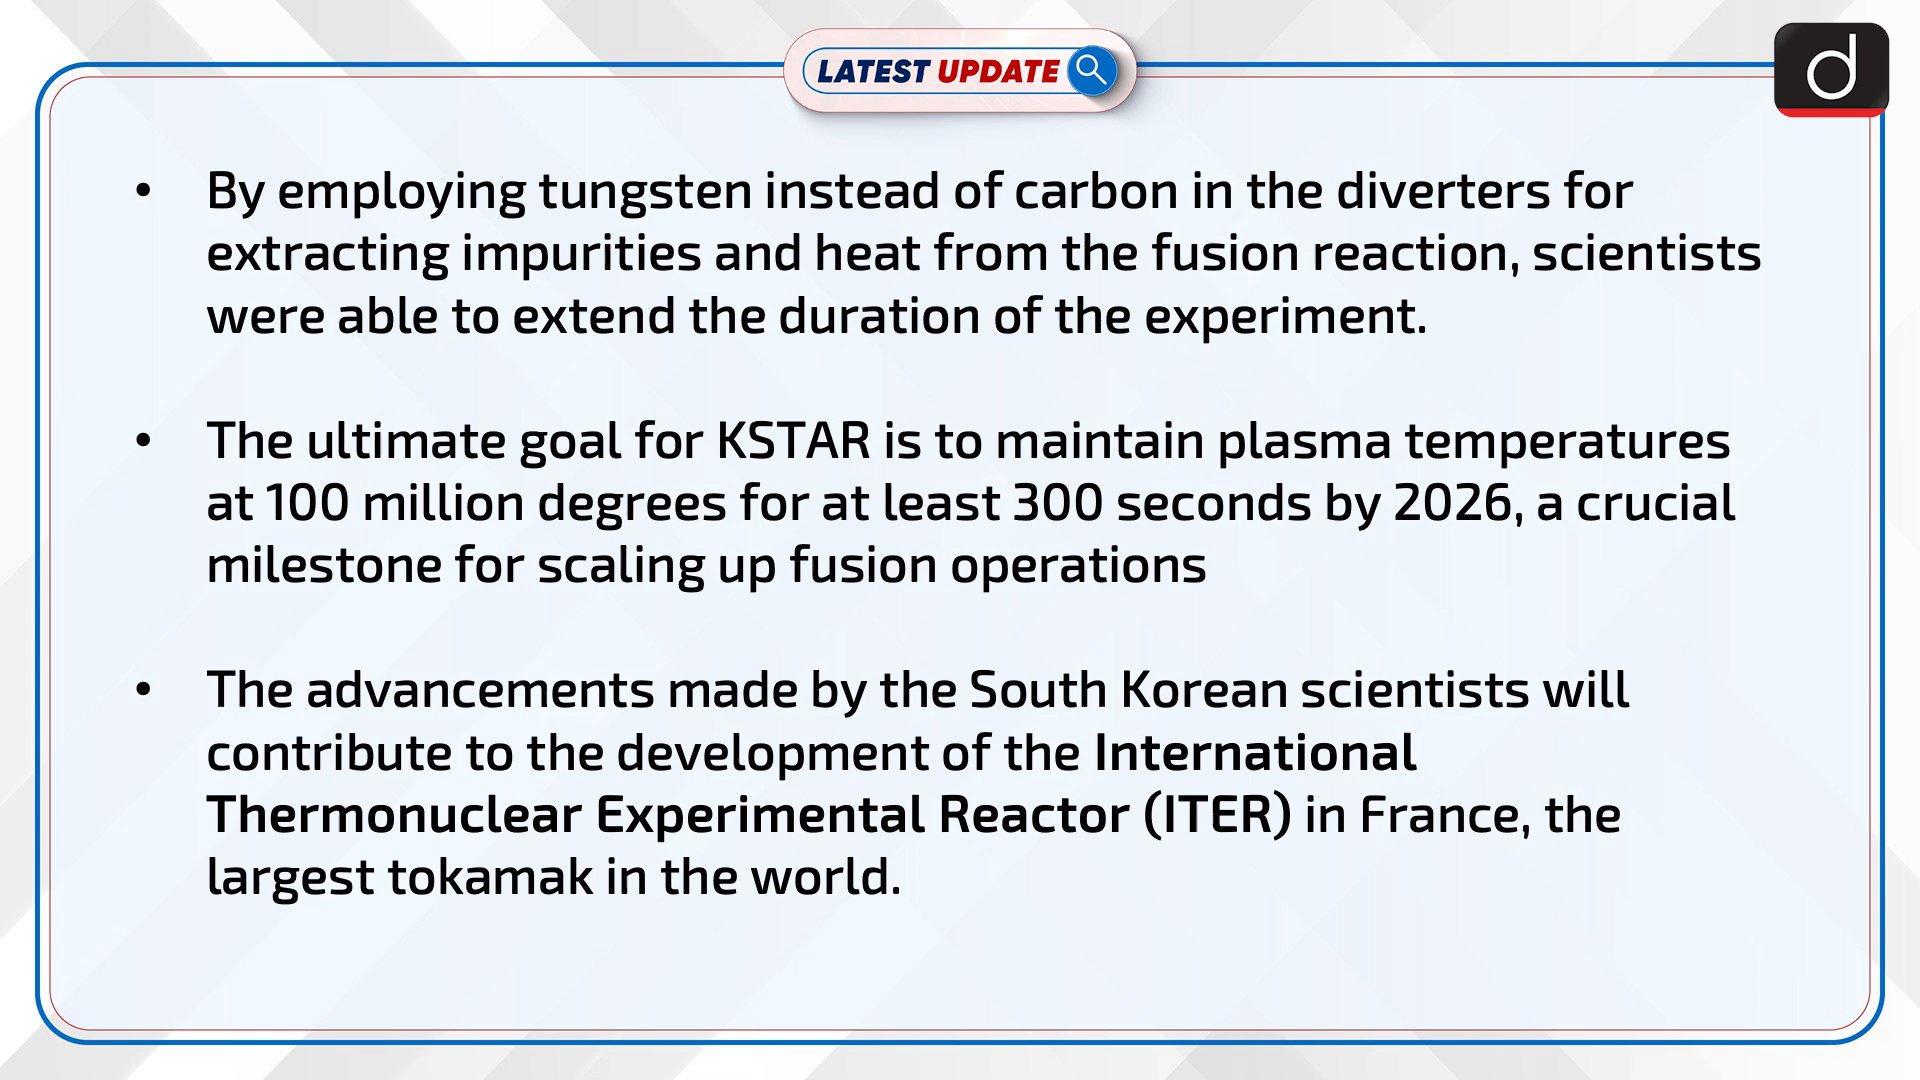 LATEST UPDATE
d
• By employing tungsten instead of carbon in the diverters for
extracting impurities and heat from the fusion reaction, scientists
were able to extend the duration of the experiment.
• The ultimate goal for KSTAR is to maintain plasma temperatures
at 100 million degrees for at least 300 seconds by 2026, a crucial
milestone for scaling up fusion operations
• The advancements made by the South Korean scientists will
contribute to the development of the International
Thermonuclear Experimental Reactor (ITER) in France, the
largest tokamak in the world.